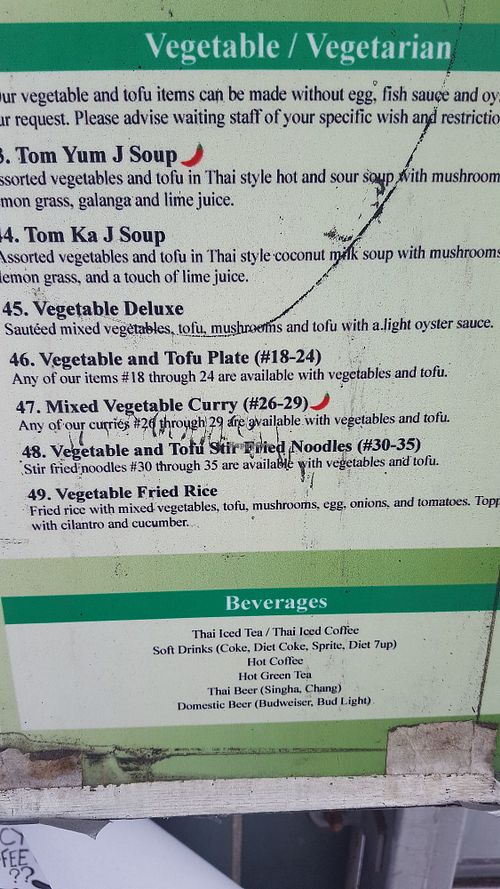 Vegetable / Vegetarian
ur vegetable and tofu items can be made without egg, fish sauce and oy
ur request. Please advise waiting staff of your specific wish and restrictio
3. Tom Yum J Soup
ssorted vegetables and tofu in Thai style hot and sour soup with mushroom
mon grass, galanga and lime juice.
44. Tom Ka J Soup
Assorted vegetables and tofu in Thai style coconut milk soup with mushrooms
lemon grass, and a touch of lime juice.
45. Vegetable Deluxe
Sautéed mixed vegetables, tofu, mushrooms and tofu with a light oyster sauce.
46. Vegetable and Tofu Plate (#18-24)
Any of our items #18 through 24 are available with vegetables and tofu.
47. Mixed Vegetable Curry (#26-29)
Any of our curries #26 through 29 are available with vegetables and tofu.
48. Vegetable and Tofu Stir Fried Noodles (#30-35)
Stir fried noodles #30 through 35 are available with vegetables and tofu.
49. Vegetable Fried Rice
Fried rice with mixed vegetables, tofu, mushrooms, egg, onions, and tomatoes. Topp
with cilantro and cucumber.
Beverages
Thai Iced Tea / Thai Iced Coffee
Soft Drinks (Coke, Diet Coke, Sprite, Diet 7up)
Hot Coffee
Hot Green Tea
Thai Beer (Singha, Chang)
Domestic Beer (Budweiser, Bud Light)
FEE
??